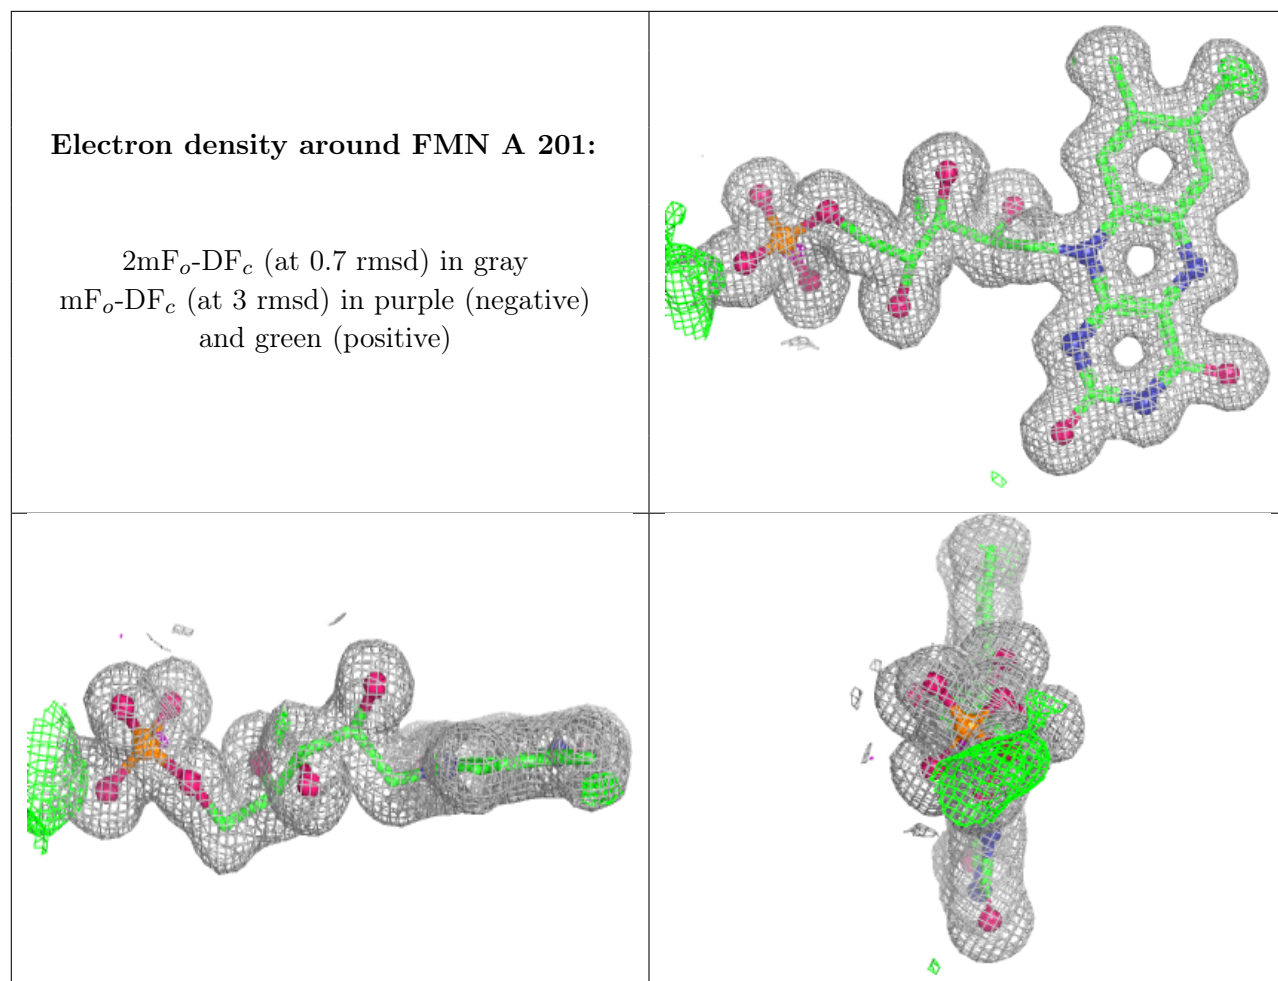 Electron density around FMN A 201:
2mFo-DFc (at 0.7 rmsd) in gray
mFo-DFc (at 3 rmsd) in purple (negative)
and green (positive)